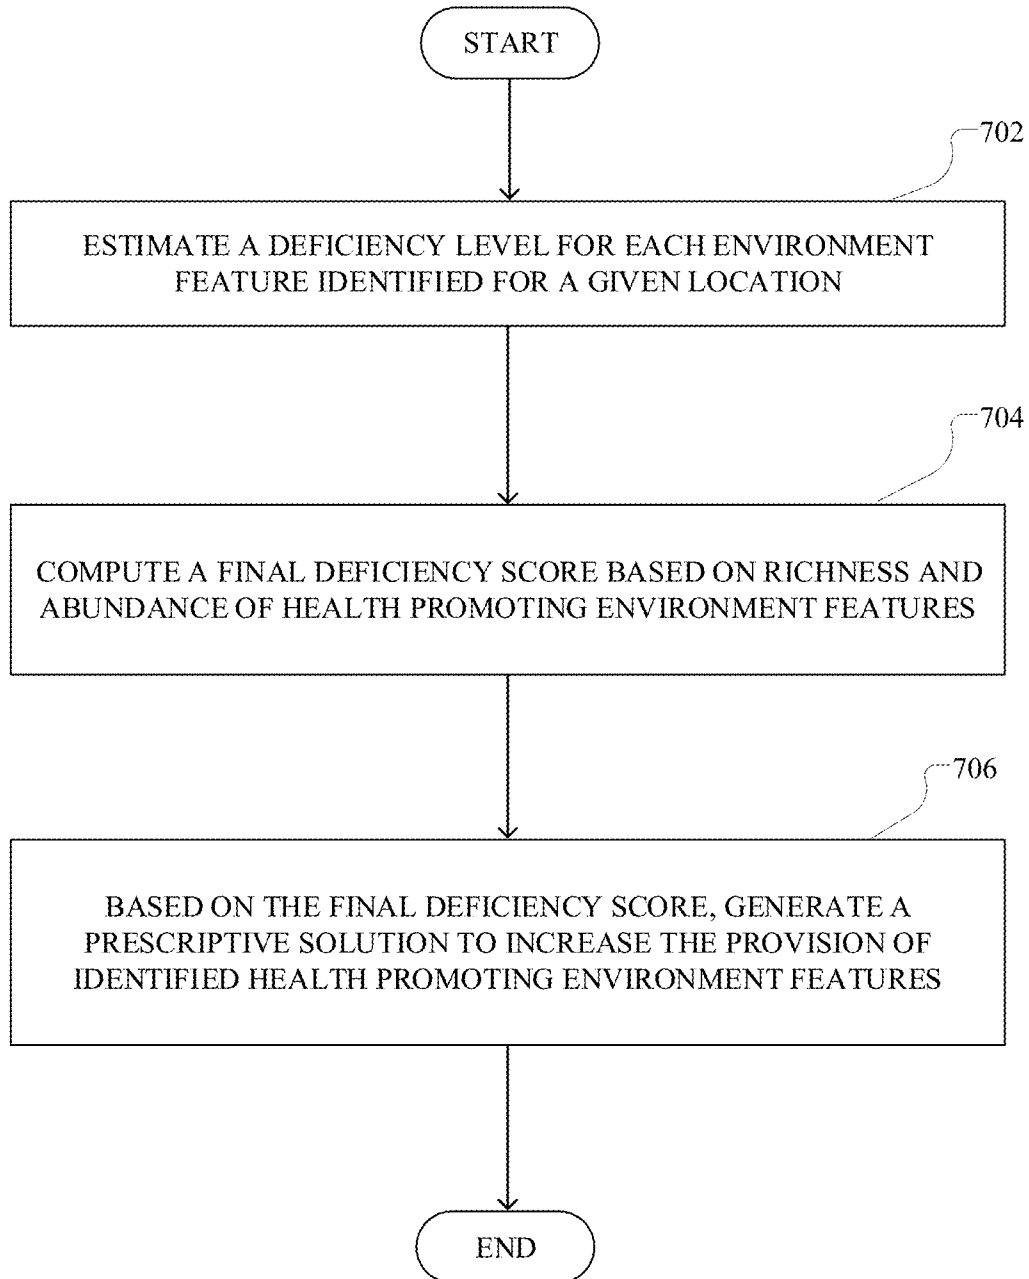 START
702
ESTIMATE A DEFICIENCY LEVEL FOR EACH ENVIRONMENT
FEATURE IDENTIFIED FOR A GIVEN LOCATION
704
COMPUTE A FINAL DEFICIENCY SCORE BASED ON RICHNESS AND
ABUNDANCE OF HEALTH PROMOTING ENVIRONMENT FEATURES
706
BASED ON THE FINAL DEFICIENCY SCORE, GENERATE A
PRESCRIPTIVE SOLUTION TO INCREASE THE PROVISION OF
IDENTIFIED HEALTH PROMOTING ENVIRONMENT FEATURES
END